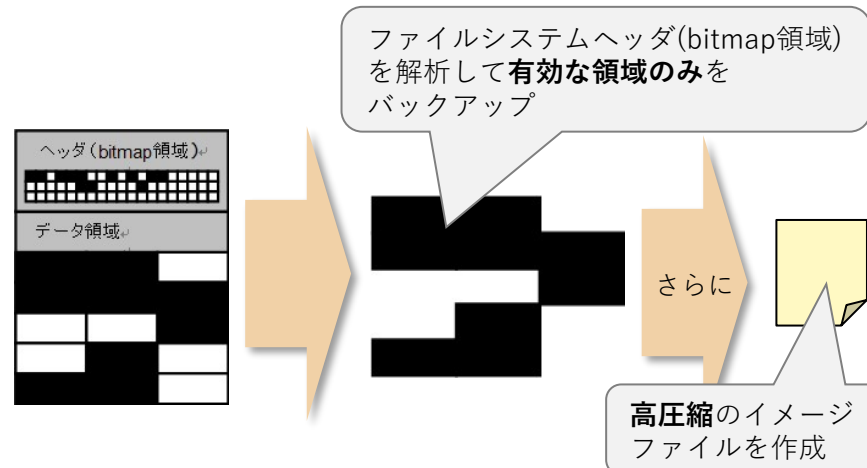 ファイルシステムヘッダ(bitmap領域)
を解析して有効な領域のみを
バックアップ
ヘッダ(bitmap領域)↵
データ領域↵
さらに
高圧縮のイメージ
ファイルを作成